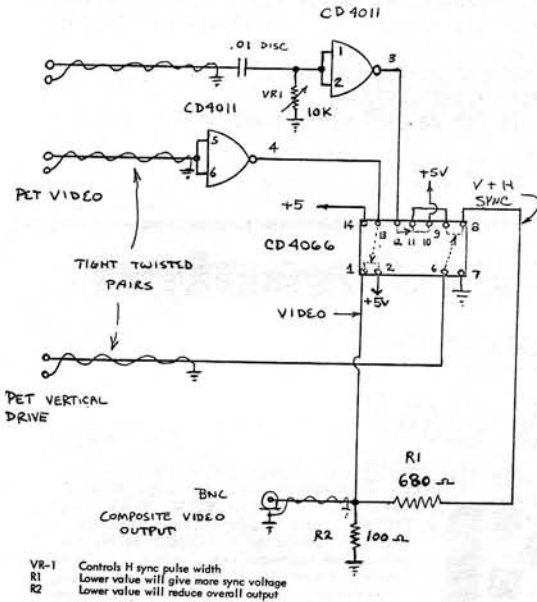 CD4011
.01 DISC
1
3
2
VR1
10K
CD4011
5
4
6
PET VIDEO
+5V
V + H
SYNC
+5
14
13
12
11
10
9
8
CD4066
TIGHT TWISTED
PAIRS
1
2
6
7
+5V
VIDEO
PET VERTICAL
DRIVE
R1
680 Ω
BNC
COMPOSITE VIDEO
OUTPUT
R2
100 Ω
VR-1 Controls H sync pulse width
R1 Lower value will give more sync voltage
R2 Lower value will reduce overall output